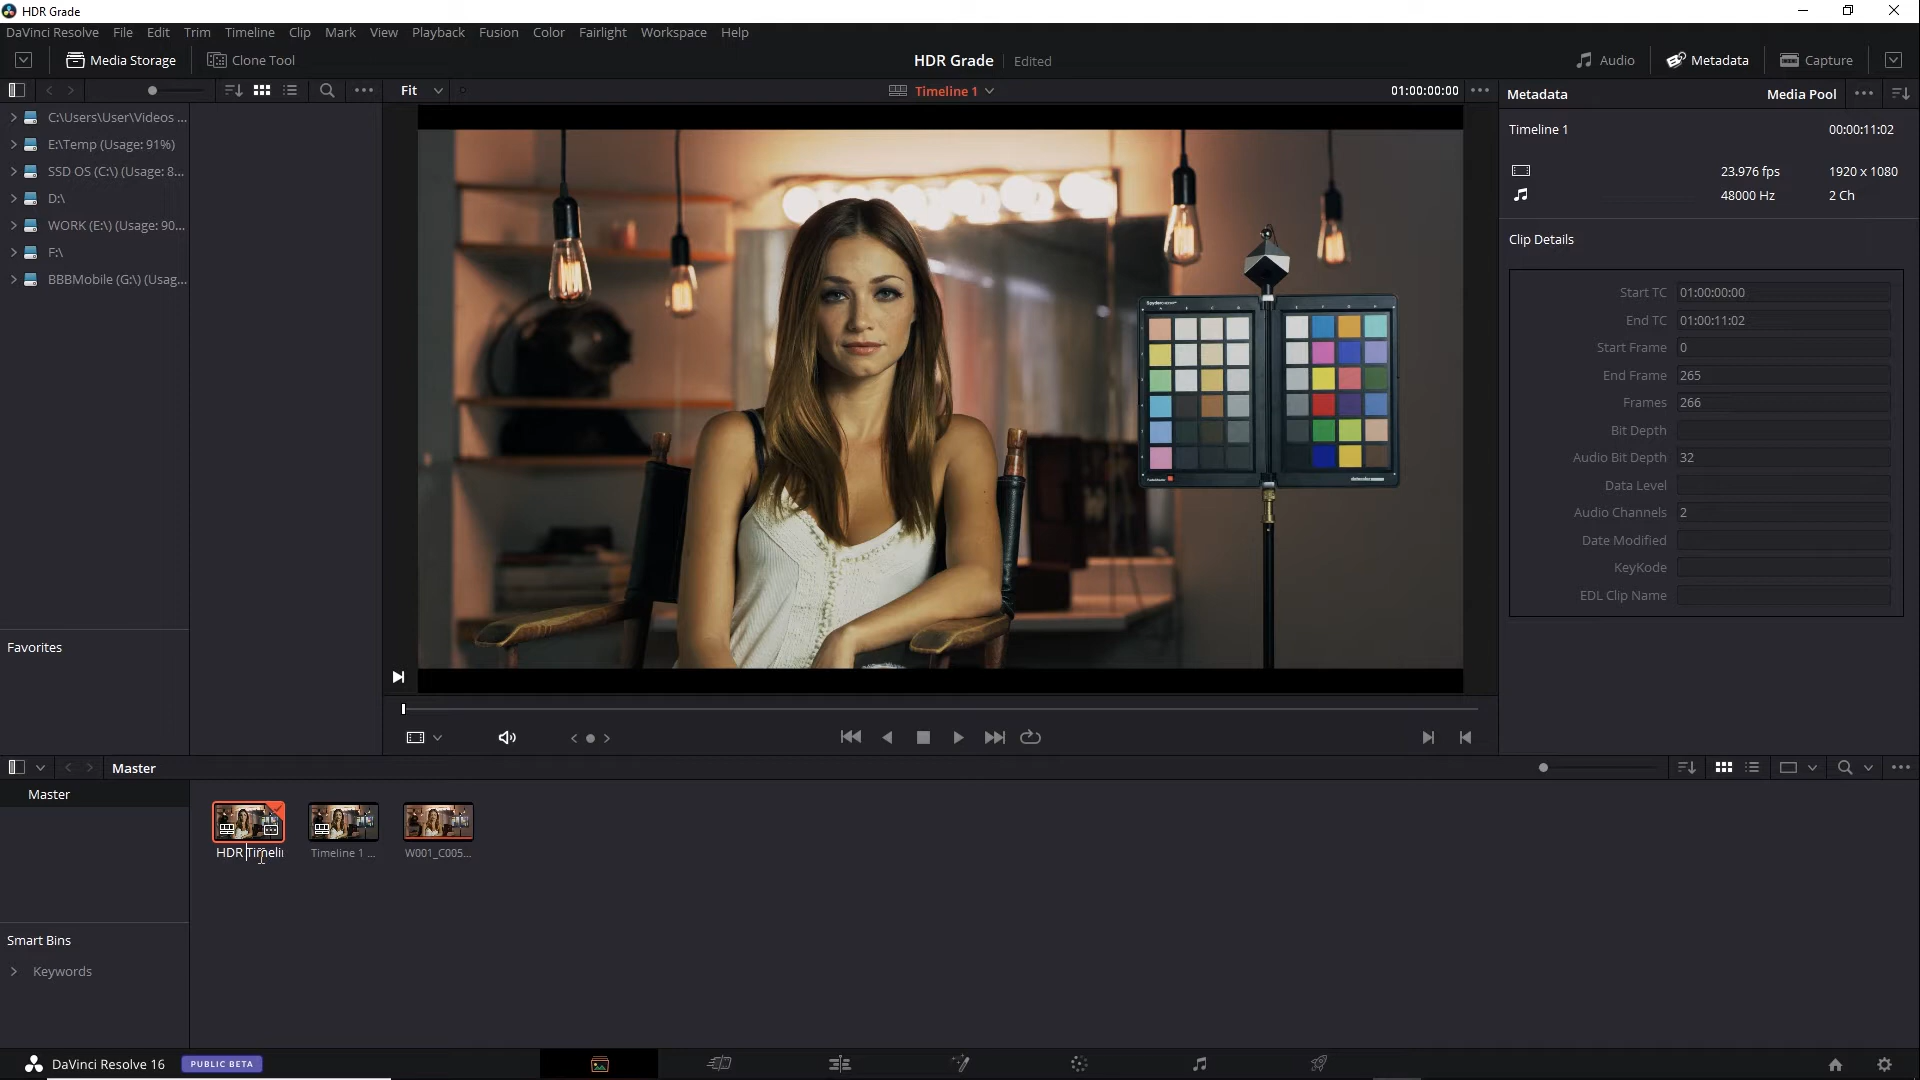 HDR Grade
DaVinci Resolve File Edit Trim Timeline Clip Mark View Playback Fusion Color Fairlight Workspace Help
Media Storage Clone Tool HDR Grade Edited Audio Metadata Capture
Fit Timeline 1 01:00:00:00 Metadata Media Pool
C:\Users\User\Videos ...
E:\Temp (Usage: 91%)
SSD OS (C:\) (Usage: 8...
D:\
WORK (E:\) (Usage: 90...
F:\
BBBMobile (G:\) (Usag...
Favorites
Timeline 1 00:00:11:02
23.976 fps 1920 x 1080
48000 Hz 2 Ch
Clip Details
Start TC 01:00:00:00
End TC 01:00:11:02
Start Frame 0
End Frame 265
Frames 266
Bit Depth
Audio Bit Depth 32
Data Level
Audio Channels 2
Date Modified
KeyKode
EDL Clip Name
Master
Master
HDR Timeli
Timeline 1 ...
W001_C005...
Smart Bins
Keywords
DaVinci Resolve 16 PUBLIC BETA